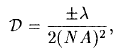 𝒟 = ±λ / 2(NA)²,